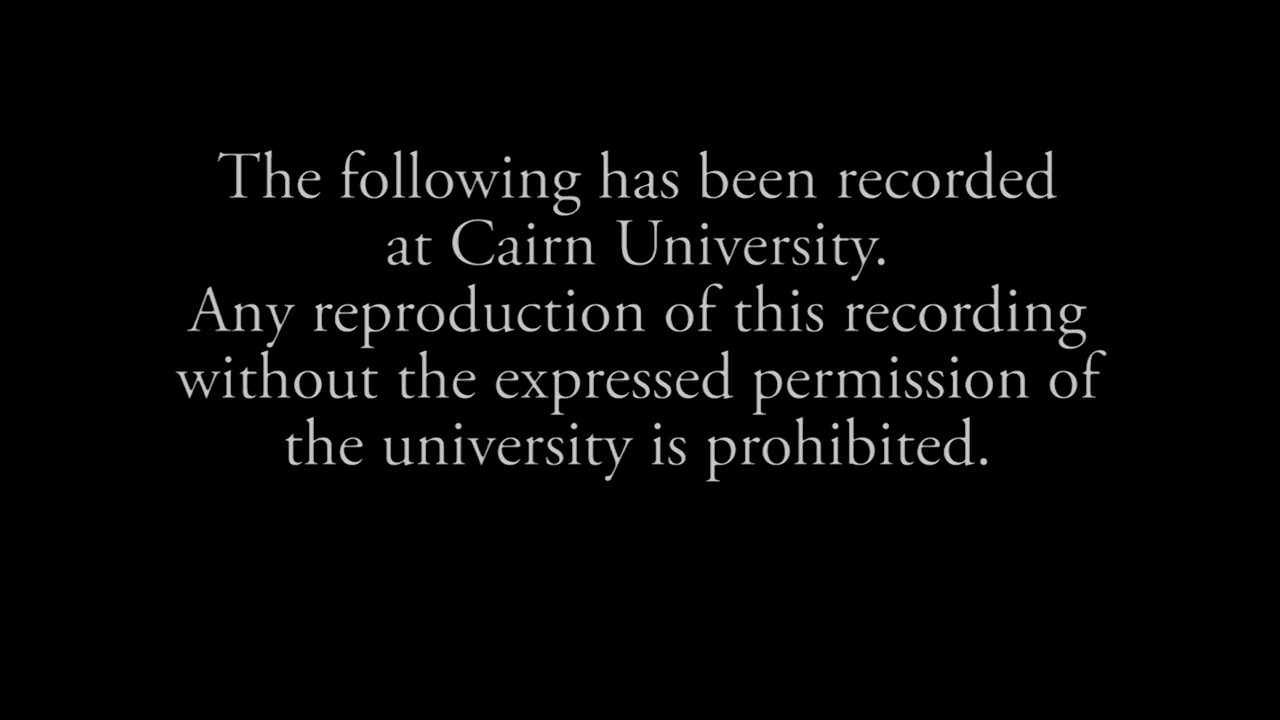 The following has been recorded
at Cairn University.
Any reproduction of this recording
without the expressed permission of
the university is prohibited.